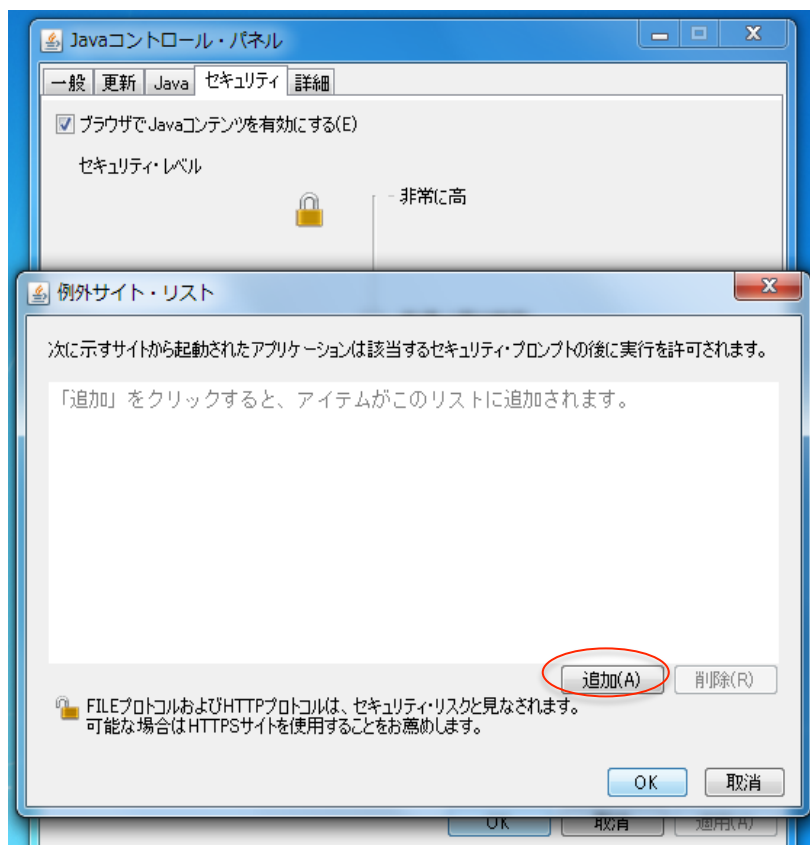 Javaコントロール・パネル
一般 更新 Java セキュリティ 詳細
ブラウザでJavaコンテンツを有効にする(E)
セキュリティ・レベル
非常に高
例外サイト・リスト
次に示すサイトから起動されたアプリケーションは該当するセキュリティ・プロンプトの後に実行を許可されます。
「追加」をクリックすると、アイテムがこのリストに追加されます。
追加(A) 削除(R)
FILEプロトコルおよびHTTPプロトコルは、セキュリティ・リスクと見なされます。
可能な場合はHTTPSサイトを使用することをお薦めします。
OK 取消
OK 取消 適用(A)